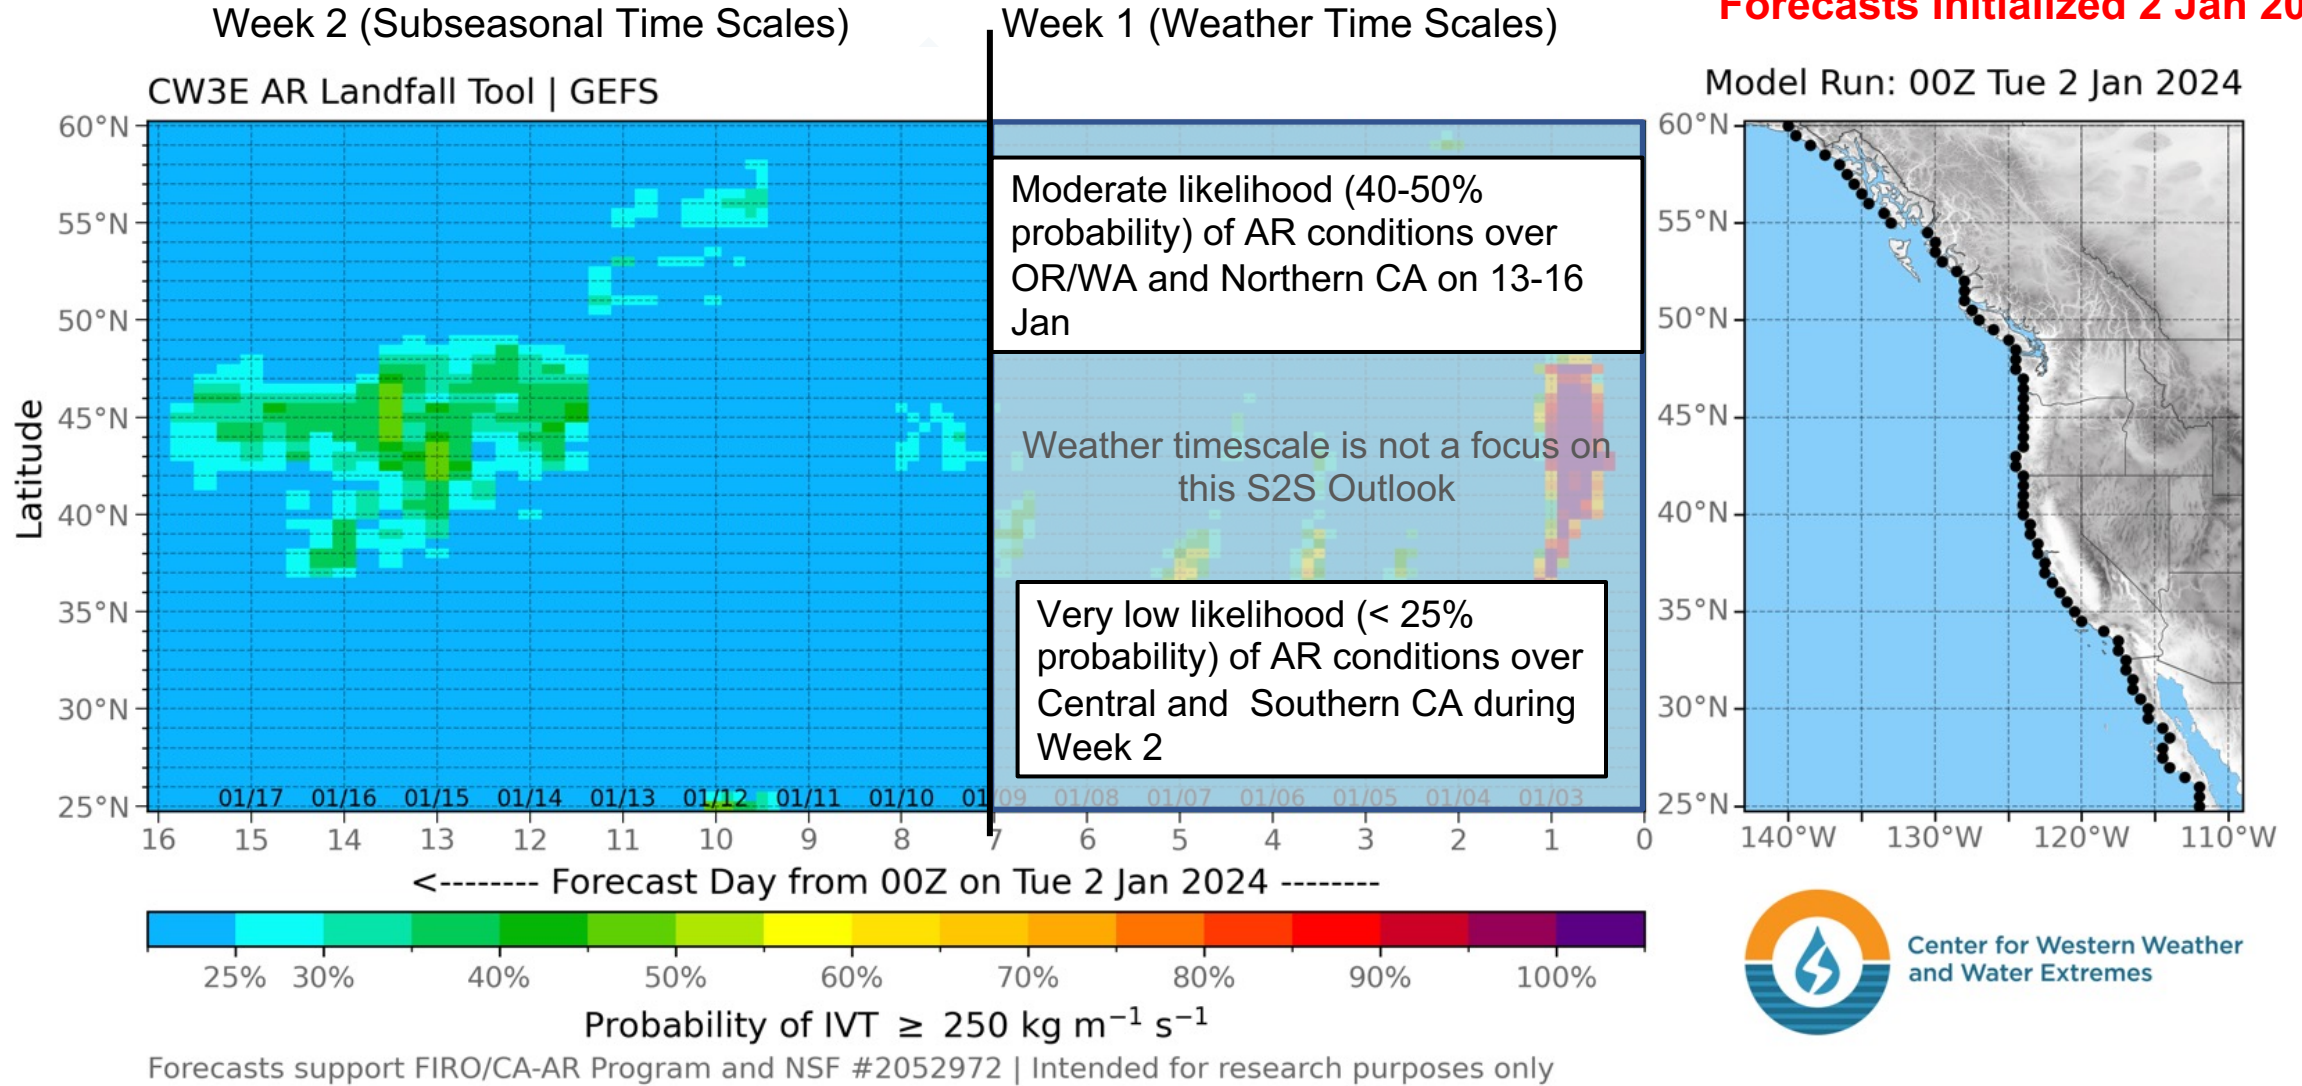 Week 2 (Subseasonal Time Scales)
Week 1 (Weather Time Scales)
Forecasts Initialized 2 Jan 20
CW3E AR Landfall Tool | GEFS
Model Run: 00Z Tue 2 Jan 2024
60°N
55°N
50°N
45°N
40°N
35°N
30°N
25°N
Latitude
Moderate likelihood (40-50%
probability) of AR conditions over
OR/WA and Northern CA on 13-16
Jan
Weather timescale is not a focus on
this S2S Outlook
Very low likelihood (< 25%
probability) of AR conditions over
Central and  Southern CA during
Week 2
01/17 01/16 01/15 01/14 01/13 01/12 01/11 01/10 01/09 01/08 01/07 01/06 01/05 01/04 01/03
16 15 14 13 12 11 10 9 8 7 6 5 4 3 2 1 0
<-------- Forecast Day from 00Z on Tue 2 Jan 2024 --------
60°N
55°N
50°N
45°N
40°N
35°N
30°N
25°N
140°W 130°W 120°W 110°W
25% 30% 40% 50% 60% 70% 80% 90% 100%
Probability of IVT ≥ 250 kg m⁻¹ s⁻¹
Forecasts support FIRO/CA-AR Program and NSF #2052972 | Intended for research purposes only
Center for Western Weather
and Water Extremes